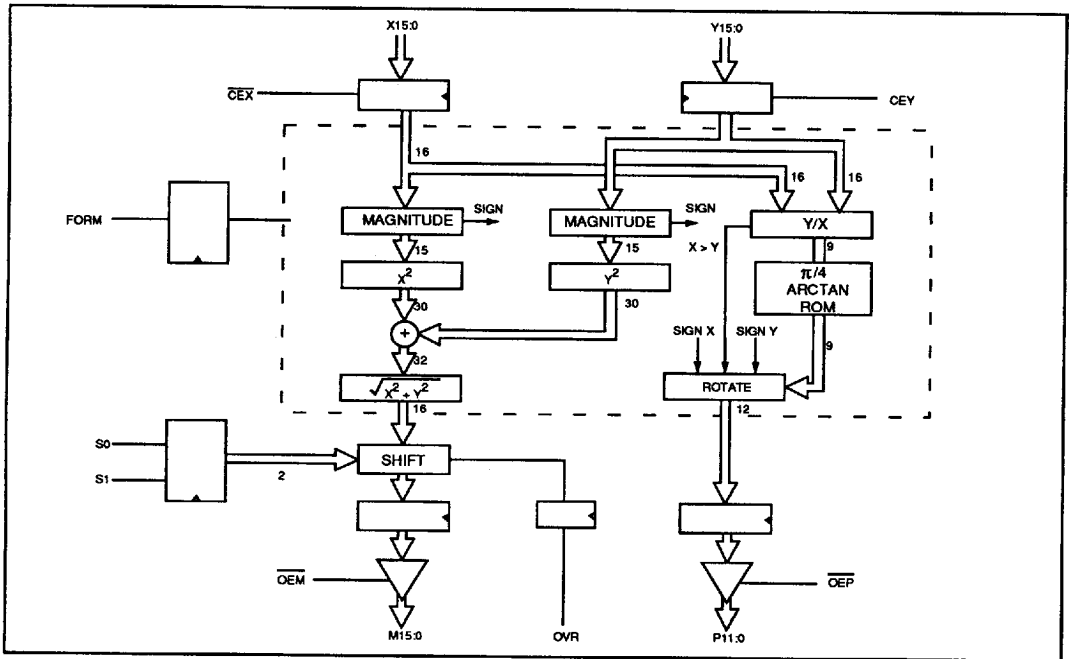 X15:0
Y15:0
CEX
CEY
16
16
16
FORM
MAGNITUDE
SIGN
MAGNITUDE
SIGN
Y/X
15
15
X > Y
9
X²
Y²
π/4
ARCTAN
ROM
30
30
+
SIGN X
SIGN Y
9
32
√X² + Y²
ROTATE
16
12
S0
S1
2
SHIFT
OEM
OEP
M15:0
OVR
P11:0